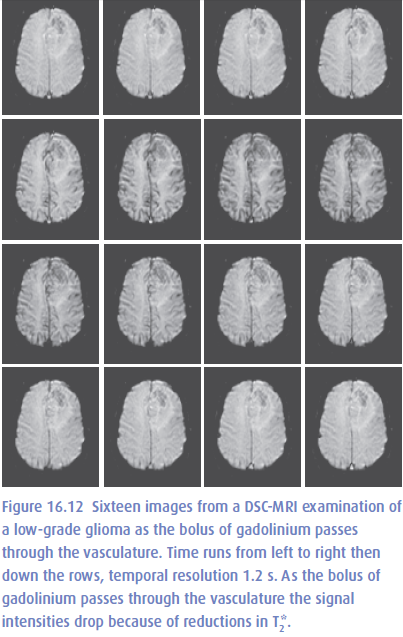 Figure 16.12 Sixteen images from a DSC-MRI examination of
a low-grade glioma as the bolus of gadolinium passes
through the vasculature. Time runs from left to right then
down the rows, temporal resolution 1.2 s. As the bolus of
gadolinium passes through the vasculature the signal
intensities drop because of reductions in T₂*.